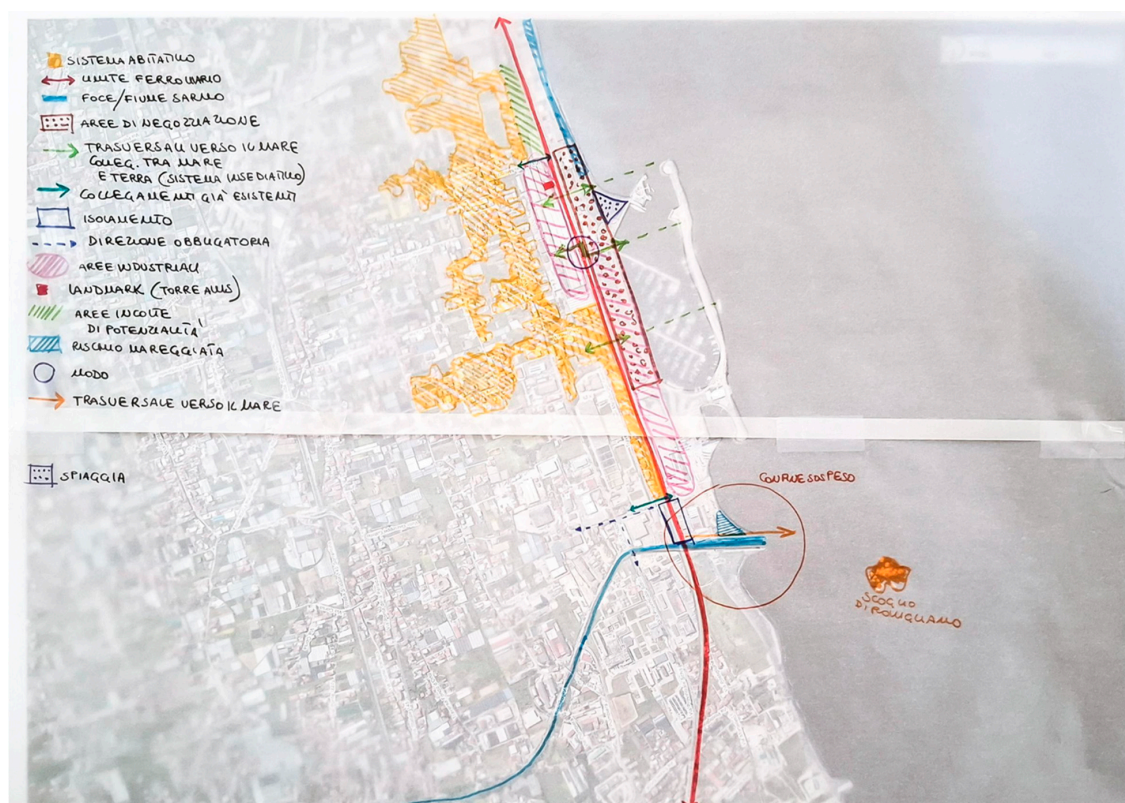 SISTEMA ABITATIVO
LIMITE FERROVIARIO
FOCE/FIUME SARNO
AREE DI NEGOZIAZIONE
TRASVERSALI VERSO IL MARE
COLLEG. TRA MARE
E TERRA (SISTEMA INSEDIATIVO)
COLLEGAMENTI GIÀ ESISTENTI
ISOLAMENTO
DIREZIONE OBBLIGATORIA
AREE INDUSTRIALI
LANDMARK (TORRE AUIS)
AREE INCOLTE
DI POTENZIALITÀ
RISCHIO MAREGGIATA
NODO
TRASVERSALE VERSO IL MARE
SPIAGGIA
CONFINE SOSPESO
SCOGLIO
DI ROVIGLIANO